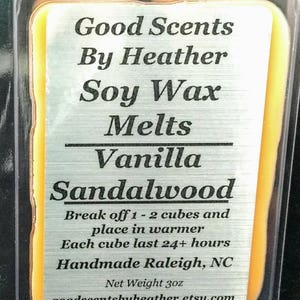 Good Scents
By Heather
Soy Wax
Melts
Vanilla
Sandalwood
Break off 1 - 2 cubes and
place in warmer
Each cube last 24+ hours
Handmade Raleigh, NC
Net Weight 3oz
goodscentsbyheather.etsy.com